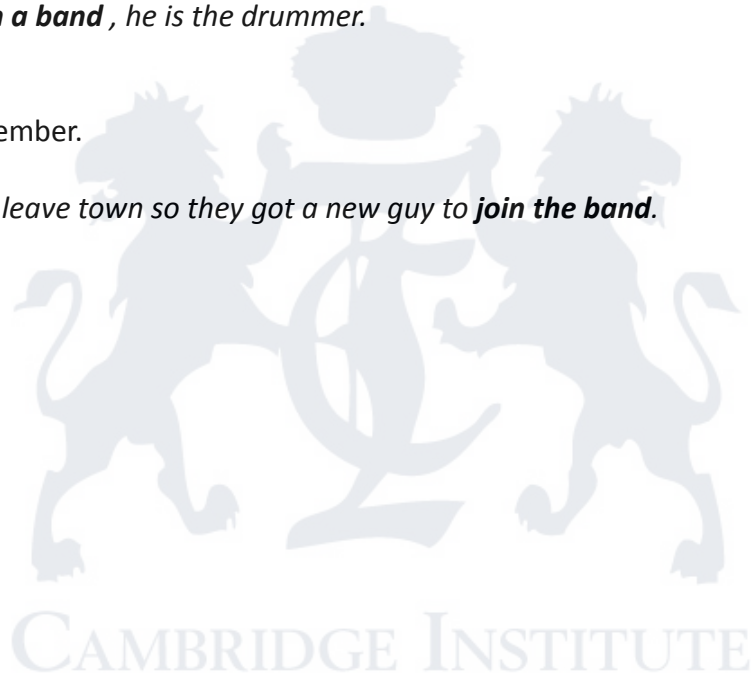 a band , he is the drummer.
ember.
leave town so they got a new guy to join the band.
CAMBRIDGE INSTITUTE